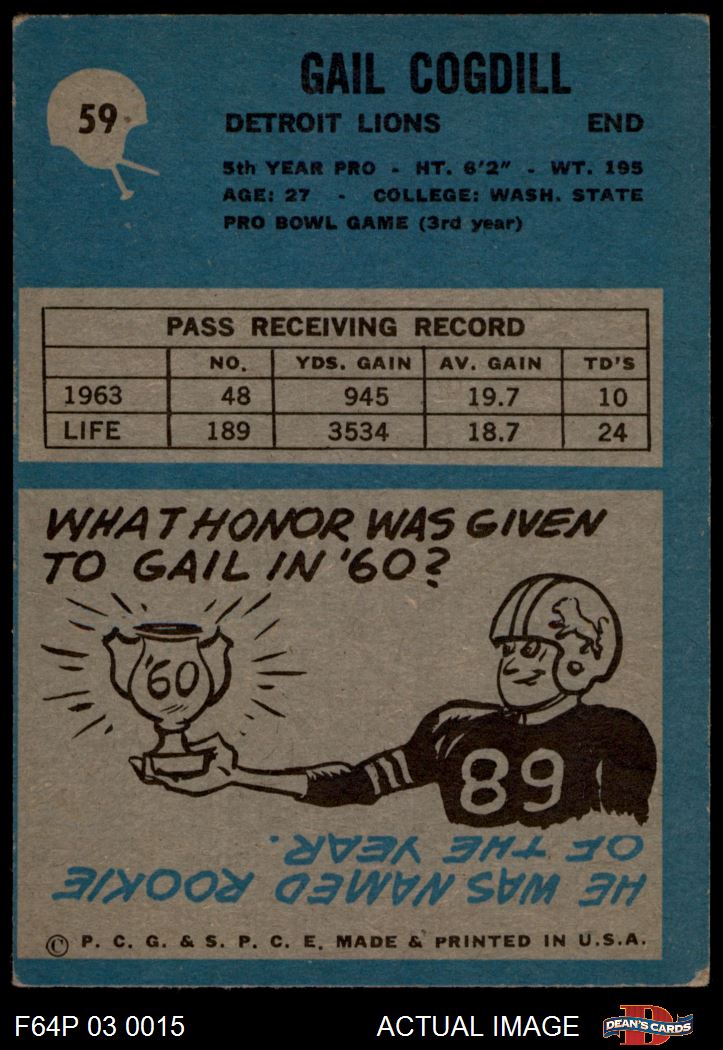 59
GAIL COGDILL
DETROIT LIONS END
5th YEAR PRO - HT. 6'2" - WT. 195
AGE: 27 - COLLEGE: WASH. STATE
PRO BOWL GAME (3rd year)
PASS RECEIVING RECORD
NO. YDS. GAIN AV. GAIN TD'S
1963 48 945 19.7 10
LIFE 189 3534 18.7 24
WHAT HONOR WAS GIVEN
TO GAIL IN '60?
'60
89
HE WAS NAMED ROOKIE
OF THE YEAR.
© P. C. G. & S. P. C. E. MADE & PRINTED IN U.S.A.
F64P 03 0015 ACTUAL IMAGE D DEAN'S CARDS